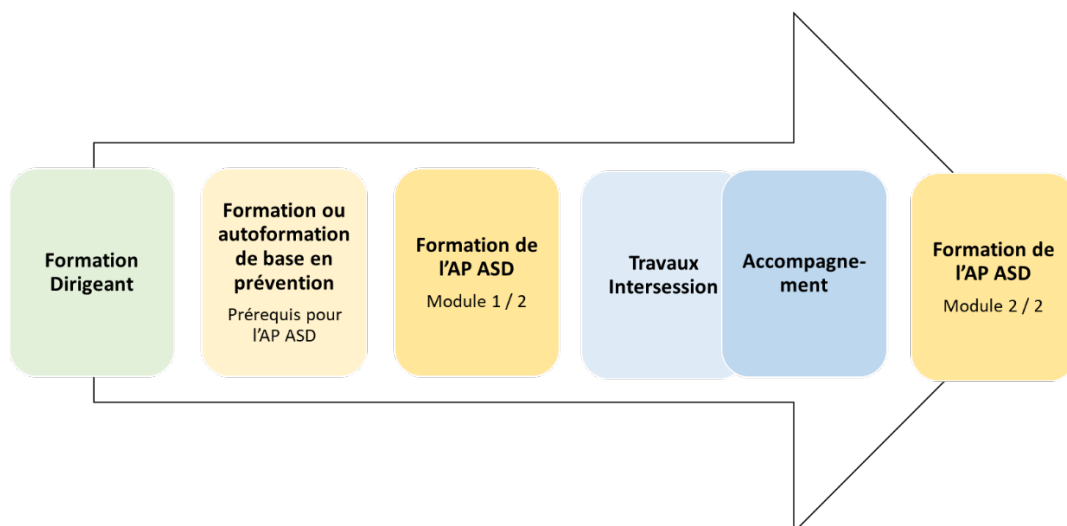 Formation
Dirigeant
Formation ou
autoformation
de base en
prévention
Prérequis pour
l'AP ASD
Formation de
l'AP ASD
Module 1 / 2
Travaux
Intersession
Accompagne-
ment
Formation de
l'AP ASD
Module 2 / 2